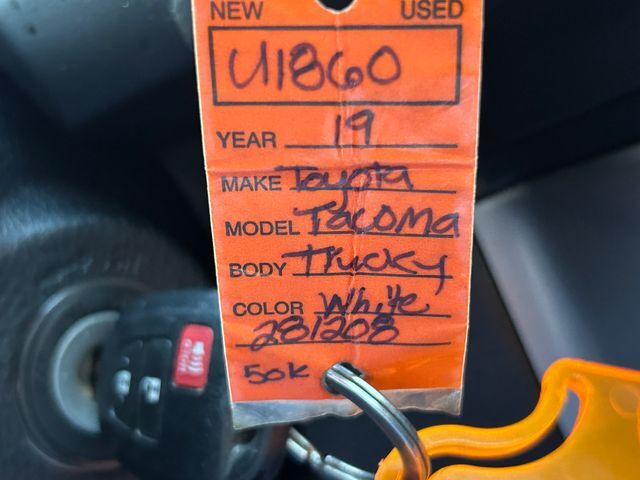 NEW USED
U1860
YEAR 19
MAKE Toyota
MODEL Tacoma
BODY Trucky
COLOR White
281208
50K